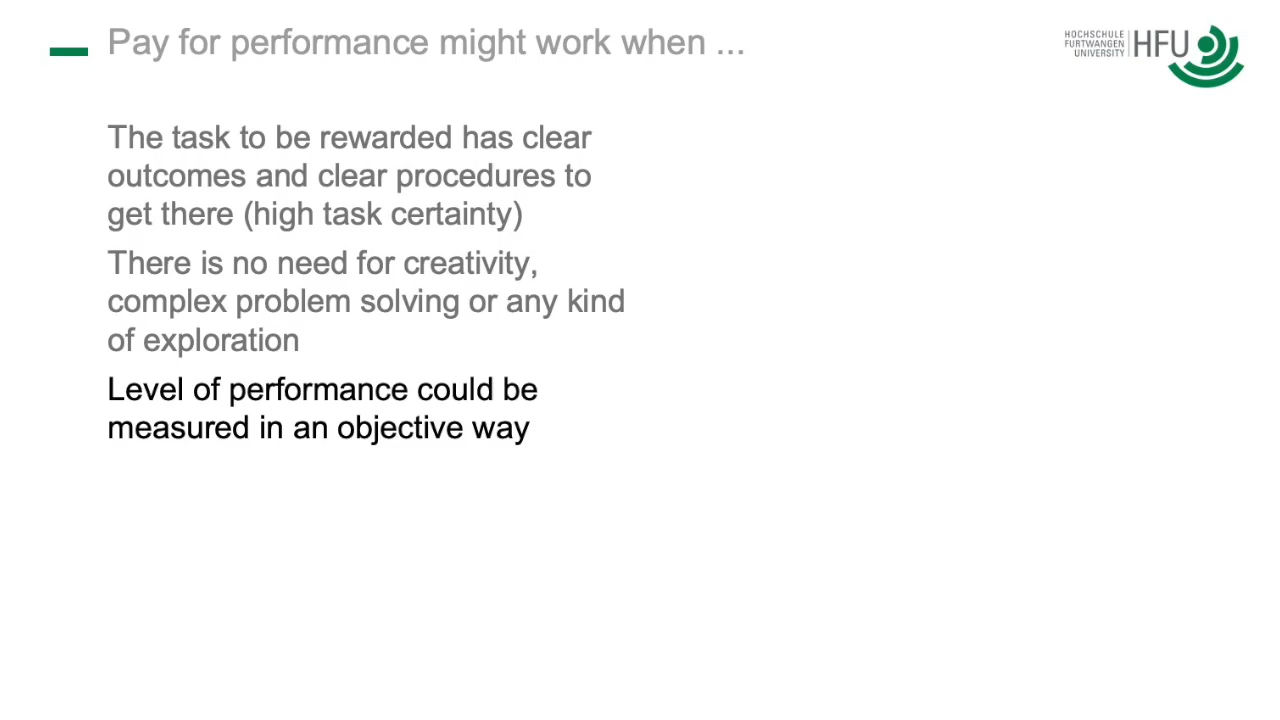 Pay for performance might work when ...
HOCHSCHULE
FURTWANGEN
UNIVERSITY
HFU
The task to be rewarded has clear
outcomes and clear procedures to
get there (high task certainty)
There is no need for creativity,
complex problem solving or any kind
of exploration
Level of performance could be
measured in an objective way